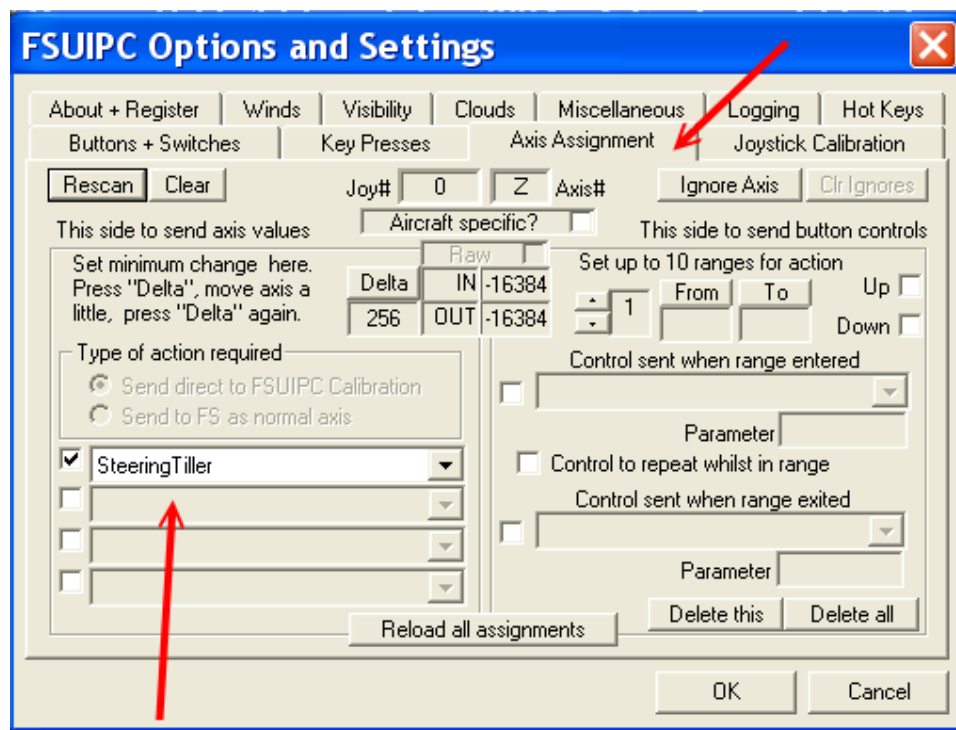 FSUIPC Options and Settings
About + Register Winds Visibility Clouds Miscellaneous Logging Hot Keys
Buttons + Switches Key Presses Axis Assignment Joystick Calibration
Rescan Clear Joy# 0 Z Axis# Ignore Axis Clr Ignores
Aircraft specific?
This side to send axis values This side to send button controls
Raw
Set minimum change here.
Press "Delta", move axis a
little, press "Delta" again.
Delta IN -16384
256 OUT -16384
Set up to 10 ranges for action
1 From To Up
Down
Type of action required
Send direct to FSUIPC Calibration
Send to FS as normal axis
SteeringTiller
Control sent when range entered
Parameter
Control to repeat whilst in range
Control sent when range exited
Parameter
Delete this Delete all
Reload all assignments
OK Cancel